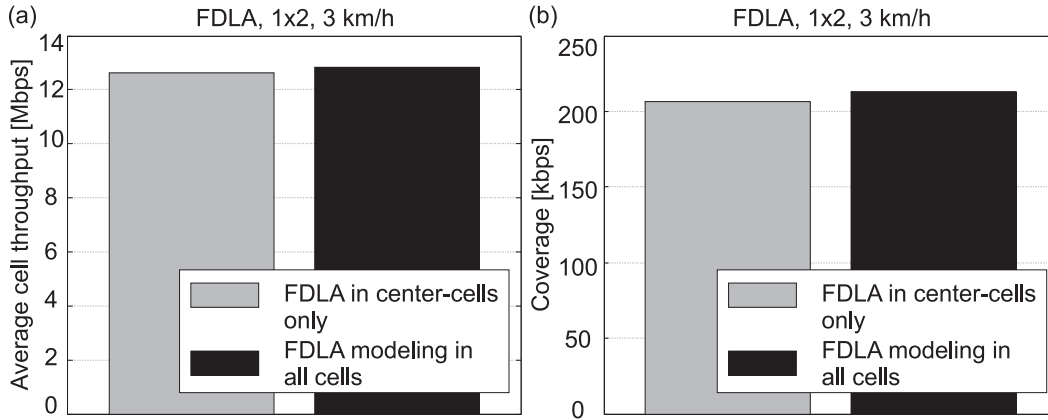 (a)
FDLA, 1x2, 3 km/h
Average cell throughput [Mbps]
14
12
10
8
6
4
2
0
FDLA in center-cells
only
FDLA modeling in
all cells
(b)
FDLA, 1x2, 3 km/h
Coverage [kbps]
250
200
150
100
50
0
FDLA in center-cells
only
FDLA modeling in
all cells